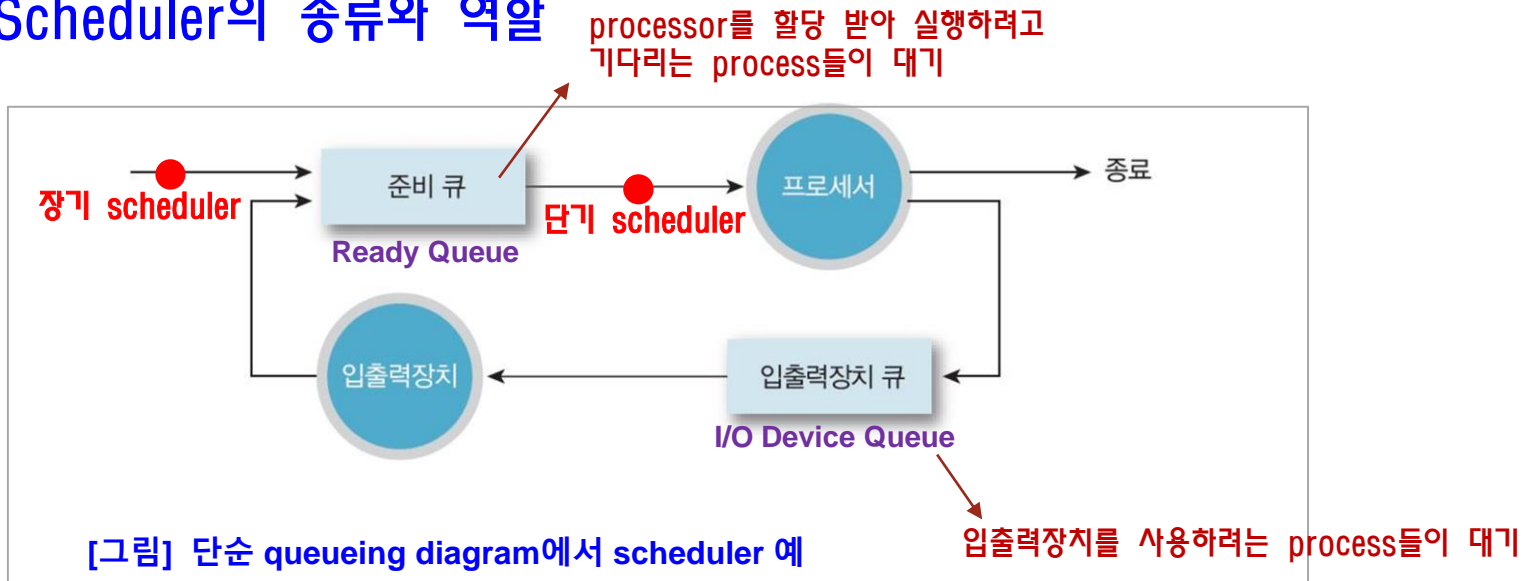 Scheduler의 종류와 역할
processor를 할당 받아 실행하려고
기다리는 process들이 대기
장기 scheduler
준비 큐
Ready Queue
단기 scheduler
프로세서
종료
입출력장치
입출력장치 큐
I/O Device Queue
입출력장치를 사용하려는 process들이 대기
[그림] 단순 queueing diagram에서 scheduler 예